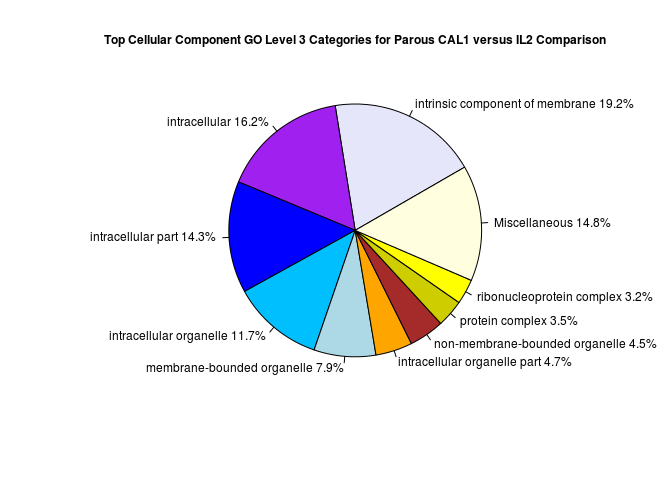 Top Cellular Component GO Level 3 Categories for Parous CAL1 versus IL2 Comparison
intrinsic component of membrane 19.2%
intracellular 16.2%
intracellular part 14.3%
intracellular organelle 11.7%
membrane-bounded organelle 7.9%
intracellular organelle part 4.7%
non-membrane-bounded organelle 4.5%
protein complex 3.5%
ribonucleoprotein complex 3.2%
Miscellaneous 14.8%